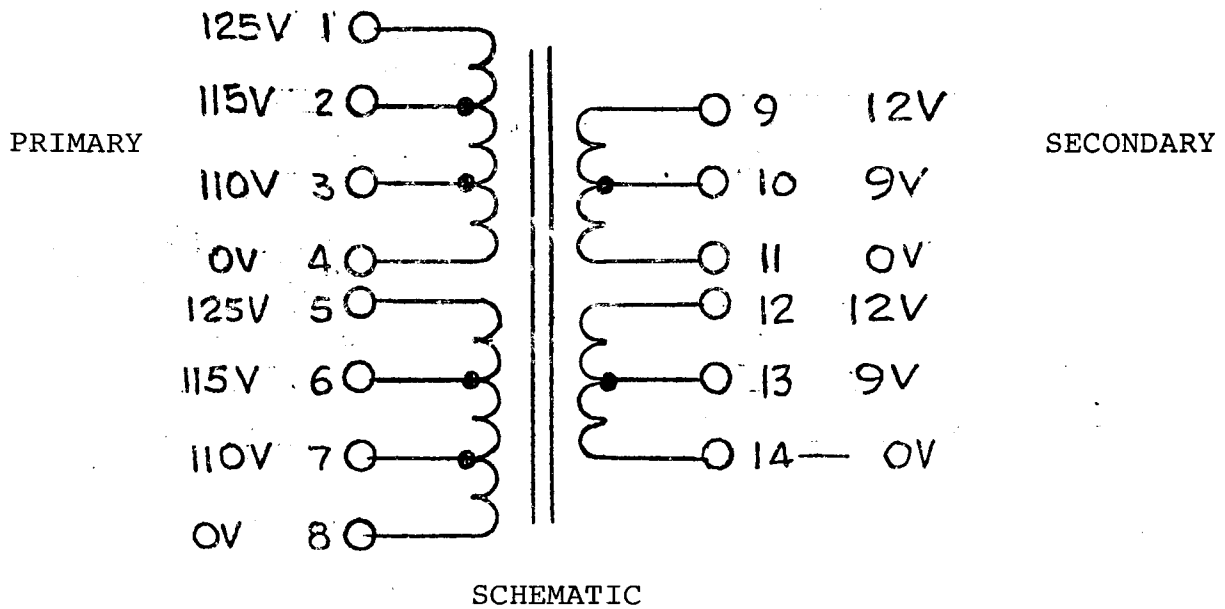 125V 1
115V 2
110V 3
0V 4
125V 5
115V 6
110V 7
0V 8
PRIMARY
9 12V
10 9V
11 0V
12 12V
13 9V
14— 0V
SECONDARY
SCHEMATIC